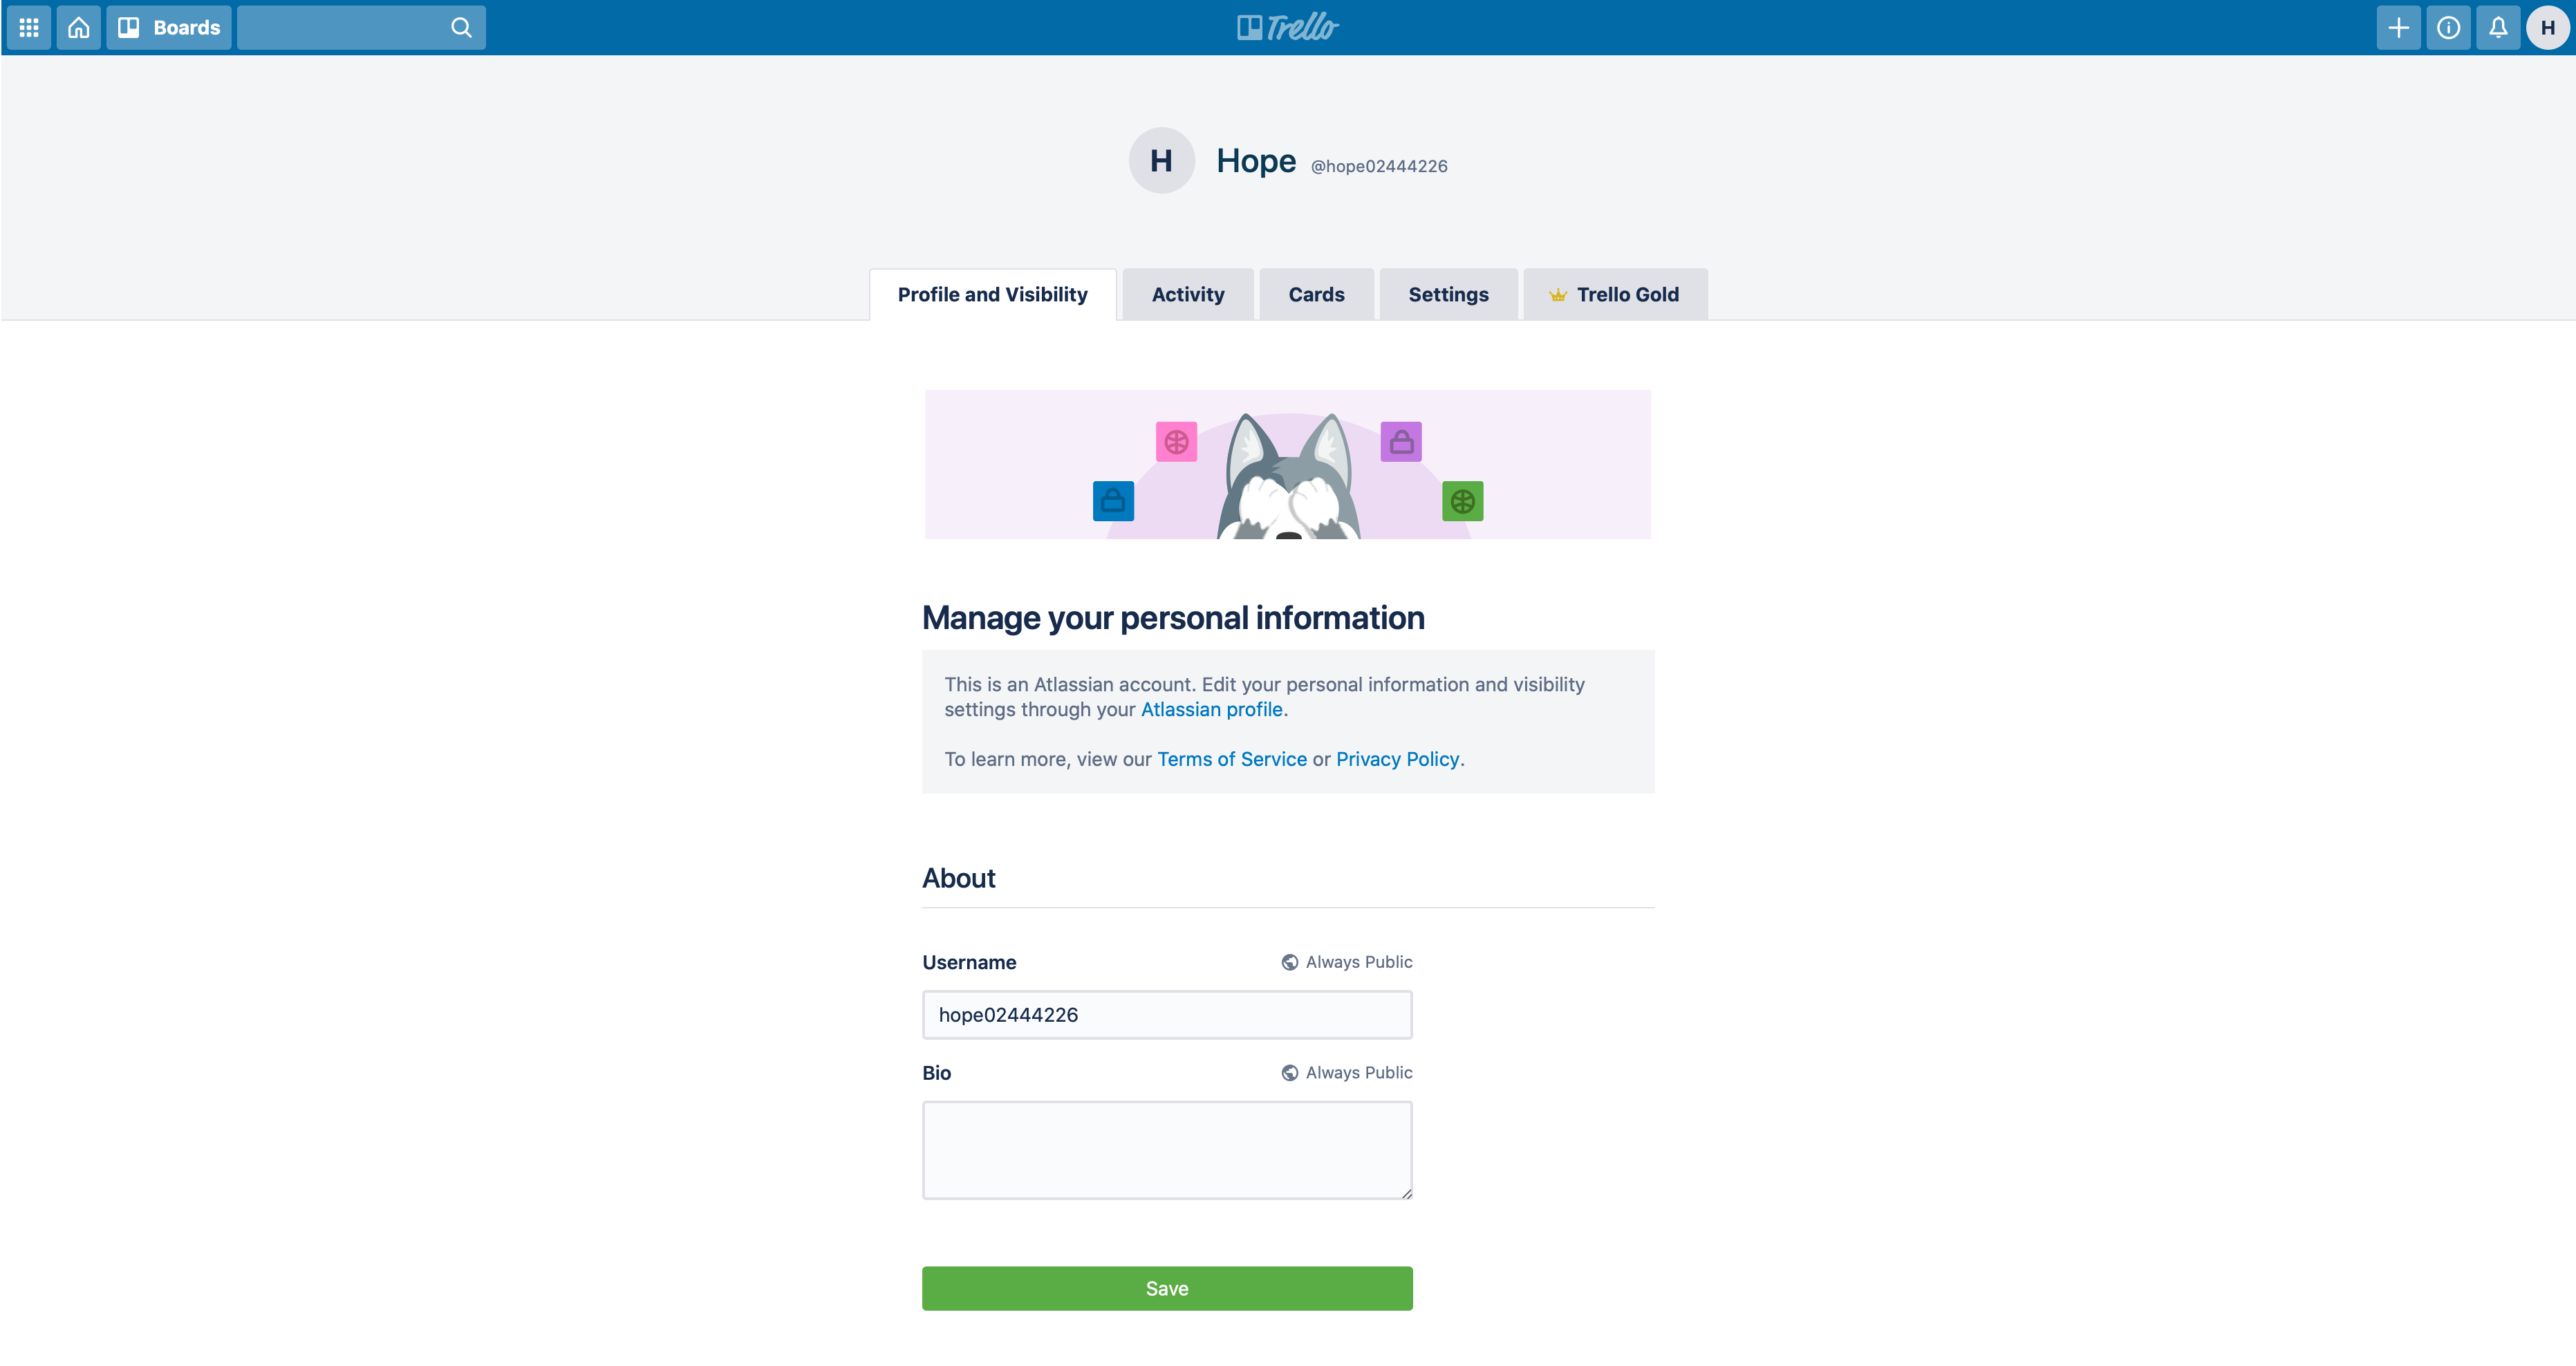 Boards
Trello
H
H
Hope @hope02444226
Profile and Visibility
Activity
Cards
Settings
Trello Gold
Manage your personal information
This is an Atlassian account. Edit your personal information and visibility
settings through your Atlassian profile.
To learn more, view our Terms of Service or Privacy Policy.
About
Username
Always Public
hope02444226
Bio
Always Public
Save